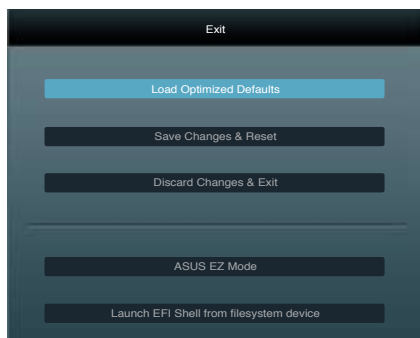 Exit
Load Optimized Defaults
Save Changes & Reset
Discard Changes & Exit
ASUS EZ Mode
Launch EFI Shell from filesystem device